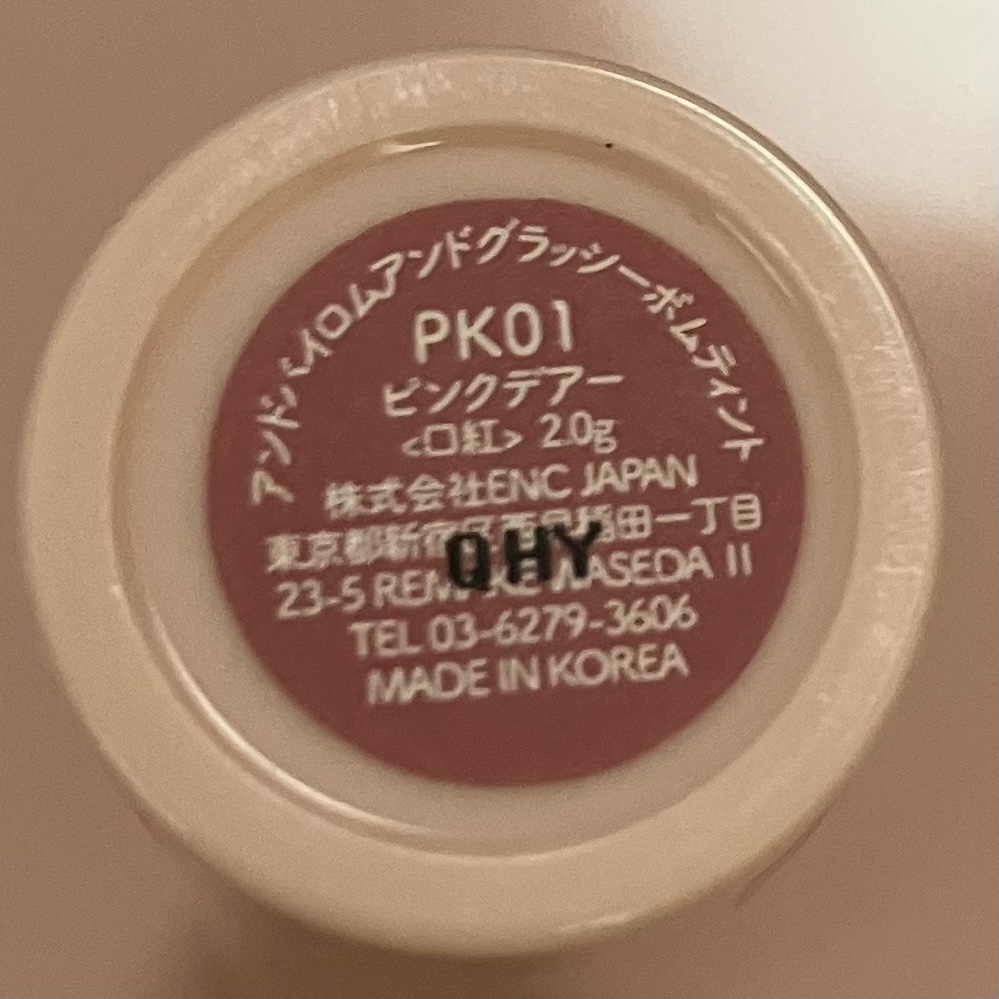 アンドバイロムアンドグラッシーボムティント
PK01
ピンクデアー
<口紅> 2.0g
株式会社ENC JAPAN
東京都新宿区西早稲田一丁目
23-5 REMAKE WASEDA II
QHY
TEL 03-6279-3606
MADE IN KOREA